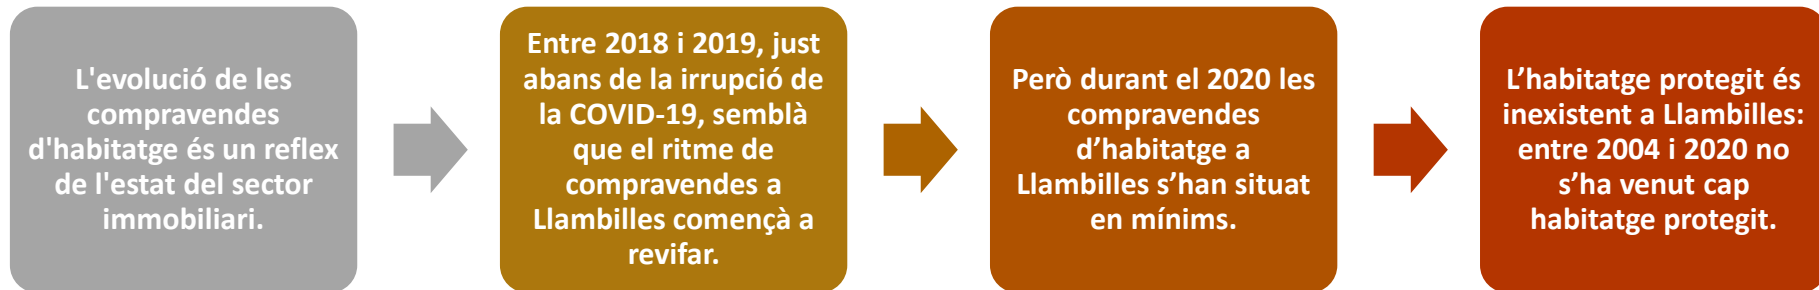 L'evolució de les
compravendes
d'habitatge és un reflex
de l'estat del sector
immobiliari.
Entre 2018 i 2019, just
abans de la irrupció de
la COVID-19, semblà
que el ritme de
compravendes a
Llambilles començà a
revifar.
Però durant el 2020 les
compravendes
d’habitatge a
Llambilles s’han situat
en mínims.
L’habitatge protegit és
inexistent a Llambilles:
entre 2004 i 2020 no
s’ha venut cap
habitatge protegit.